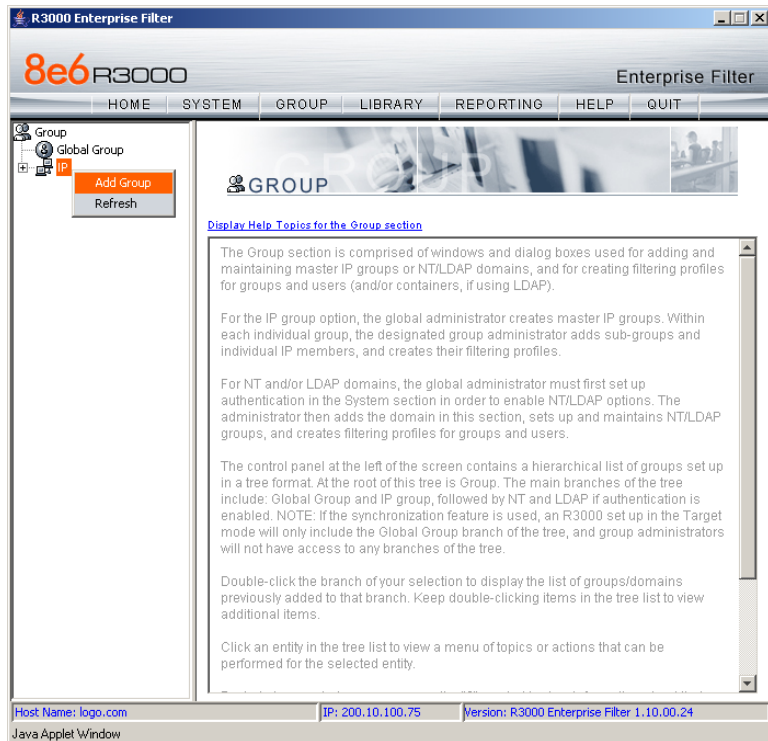 R3000 Enterprise Filter
8e6 R3000
Enterprise Filter
HOME SYSTEM GROUP LIBRARY REPORTING HELP QUIT
Group
Global Group
IP
Add Group
Refresh
GROUP
GROUP
Display Help Topics for the Group section
The Group section is comprised of windows and dialog boxes used for adding and
maintaining master IP groups or NT/LDAP domains, and for creating filtering profiles
for groups and users (and/or containers, if using LDAP).
For the IP group option, the global administrator creates master IP groups. Within
each individual group, the designated group administrator adds sub-groups and
individual IP members, and creates their filtering profiles.
For NT and/or LDAP domains, the global administrator must first set up
authentication in the System section in order to enable NT/LDAP options. The
administrator then adds the domain in this section, sets up and maintains NT/LDAP
groups, and creates filtering profiles for groups and users.
The control panel at the left of the screen contains a hierarchical list of groups set up
in a tree format. At the root of this tree is Group. The main branches of the tree
include: Global Group and IP group, followed by NT and LDAP if authentication is
enabled. NOTE: If the synchronization feature is used, an R3000 set up in the Target
mode will only include the Global Group branch of the tree, and group administrators
will not have access to any branches of the tree.
Double-click the branch of your selection to display the list of groups/domains
previously added to that branch. Keep double-clicking items in the tree list to view
additional items.
Click an entity in the tree list to view a menu of topics or actions that can be
performed for the selected entity.
Host Name: logo.com IP: 200.10.100.75 Version: R3000 Enterprise Filter 1.10.00.24
Java Applet Window